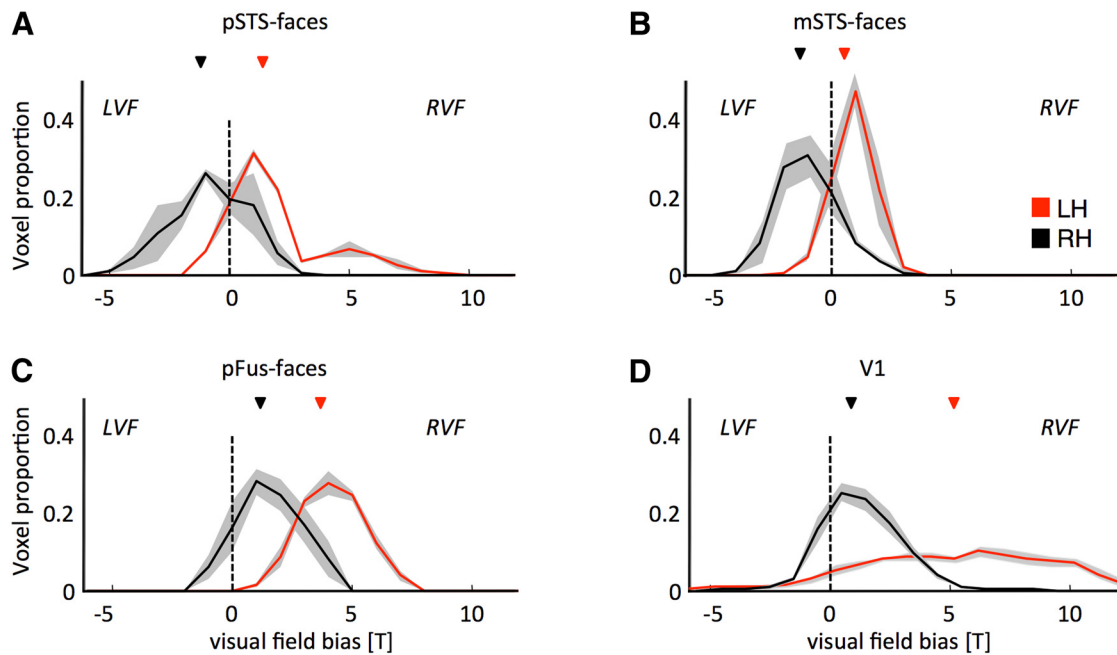 A
pSTS-faces
LVF
RVF
Voxel proportion
0.4
0.2
0
-5
0
5
10
B
mSTS-faces
LVF
RVF
0.4
0.2
0
-5
0
5
10
LH
RH
C
pFus-faces
LVF
RVF
Voxel proportion
0.4
0.2
0
-5
0
5
10
visual field bias [T]
D
V1
LVF
RVF
0.4
0.2
0
-5
0
5
10
visual field bias [T]